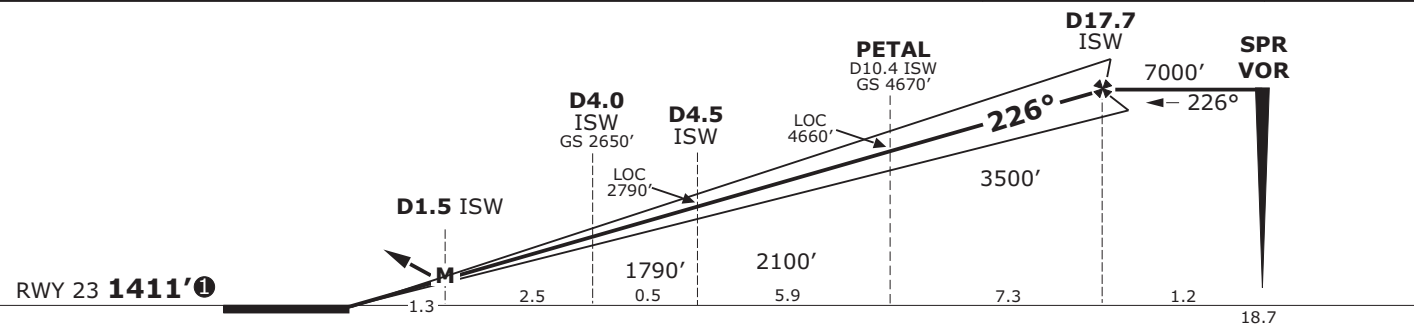 D17.7
ISW
SPR
VOR
7000′
226°
PETAL
D10.4 ISW
GS 4670′
226°
LOC
4660′
3500′
D4.5
ISW
D4.0
ISW
GS 2650′
LOC
2790′
D1.5 ISW
M
1790′
2100′
RWY 23 1411′❶
1.3
2.5
0.5
5.9
7.3
1.2
18.7